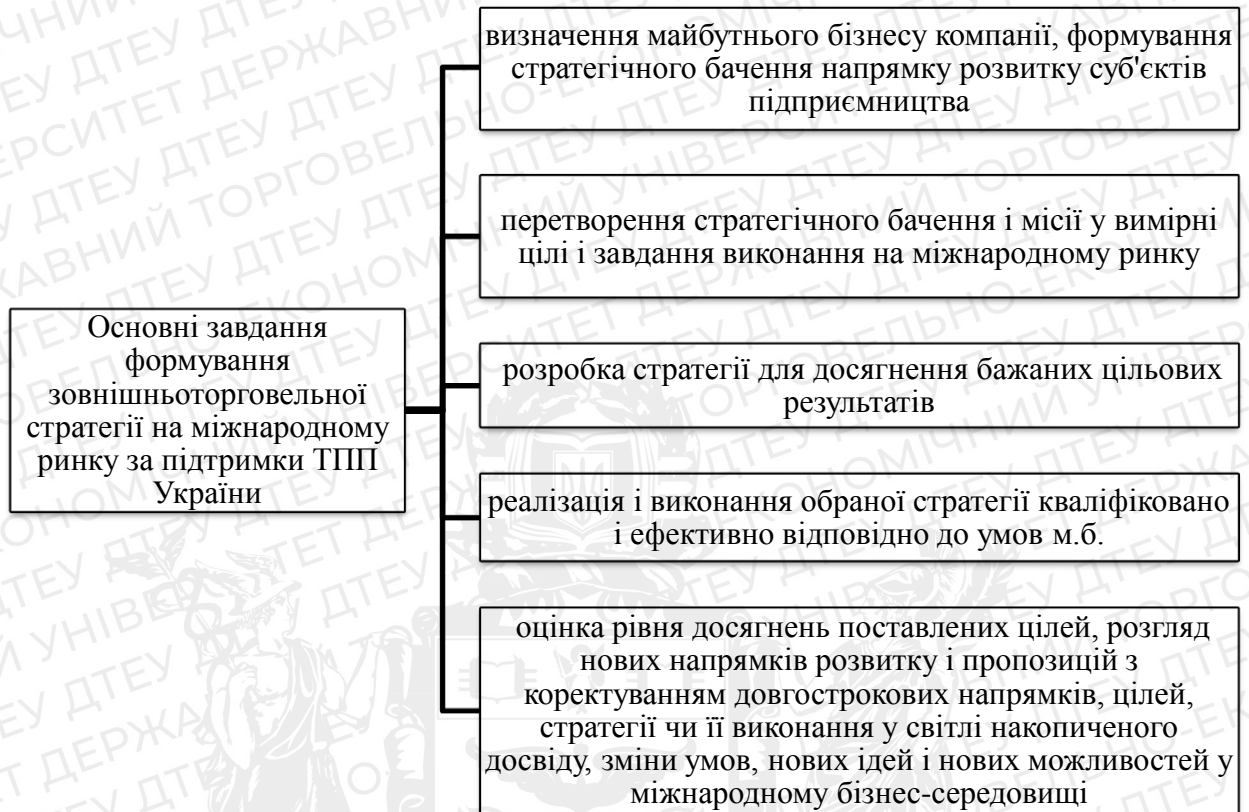 Основні завдання
формування
зовнішньоторговельної
стратегії на міжнародному
ринку за підтримки ТПП
України
визначення майбутнього бізнесу компанії, формування
стратегічного бачення напрямку розвитку суб'єктів
підприємництва
перетворення стратегічного бачення і місії у вимірні
цілі і завдання виконання на міжнародному ринку
розробка стратегії для досягнення бажаних цільових
результатів
реалізація і виконання обраної стратегії кваліфіковано
і ефективно відповідно до умов м.б.
оцінка рівня досягнень поставлених цілей, розгляд
нових напрямків розвитку і пропозицій з
коректуванням довгострокових напрямків, цілей,
стратегії чи її виконання у світлі накопиченого
досвіду, зміни умов, нових ідей і нових можливостей у
міжнародному бізнес-середовищі